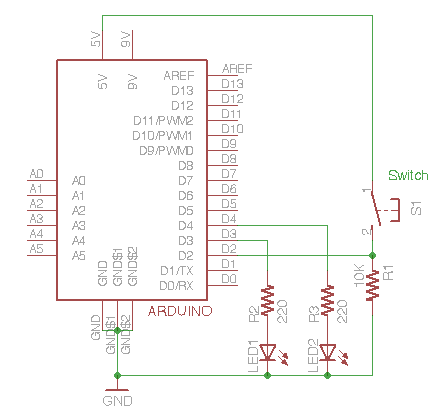 5V
9V
5V
9V
AREF
AREF
D13
D13
D12
D12
D11/PWM2
D11
D10/PWM1
D10
D9/PWM0
D9
D8
D8
A0
A0
D7
D7
A1
A1
D6
D6
A2
A2
D5
D5
A3
A3
D4
D4
A4
A4
D3
D3
A5
A5
D2
D2
D1/TX
D1
D0/RX
D0
GND
GND$1
GND$2
ARDUINO
GND
GND$1
GND$2
GND
Switch
1
2
S1
10K
R1
R2
220
R3
220
LED1
LED2